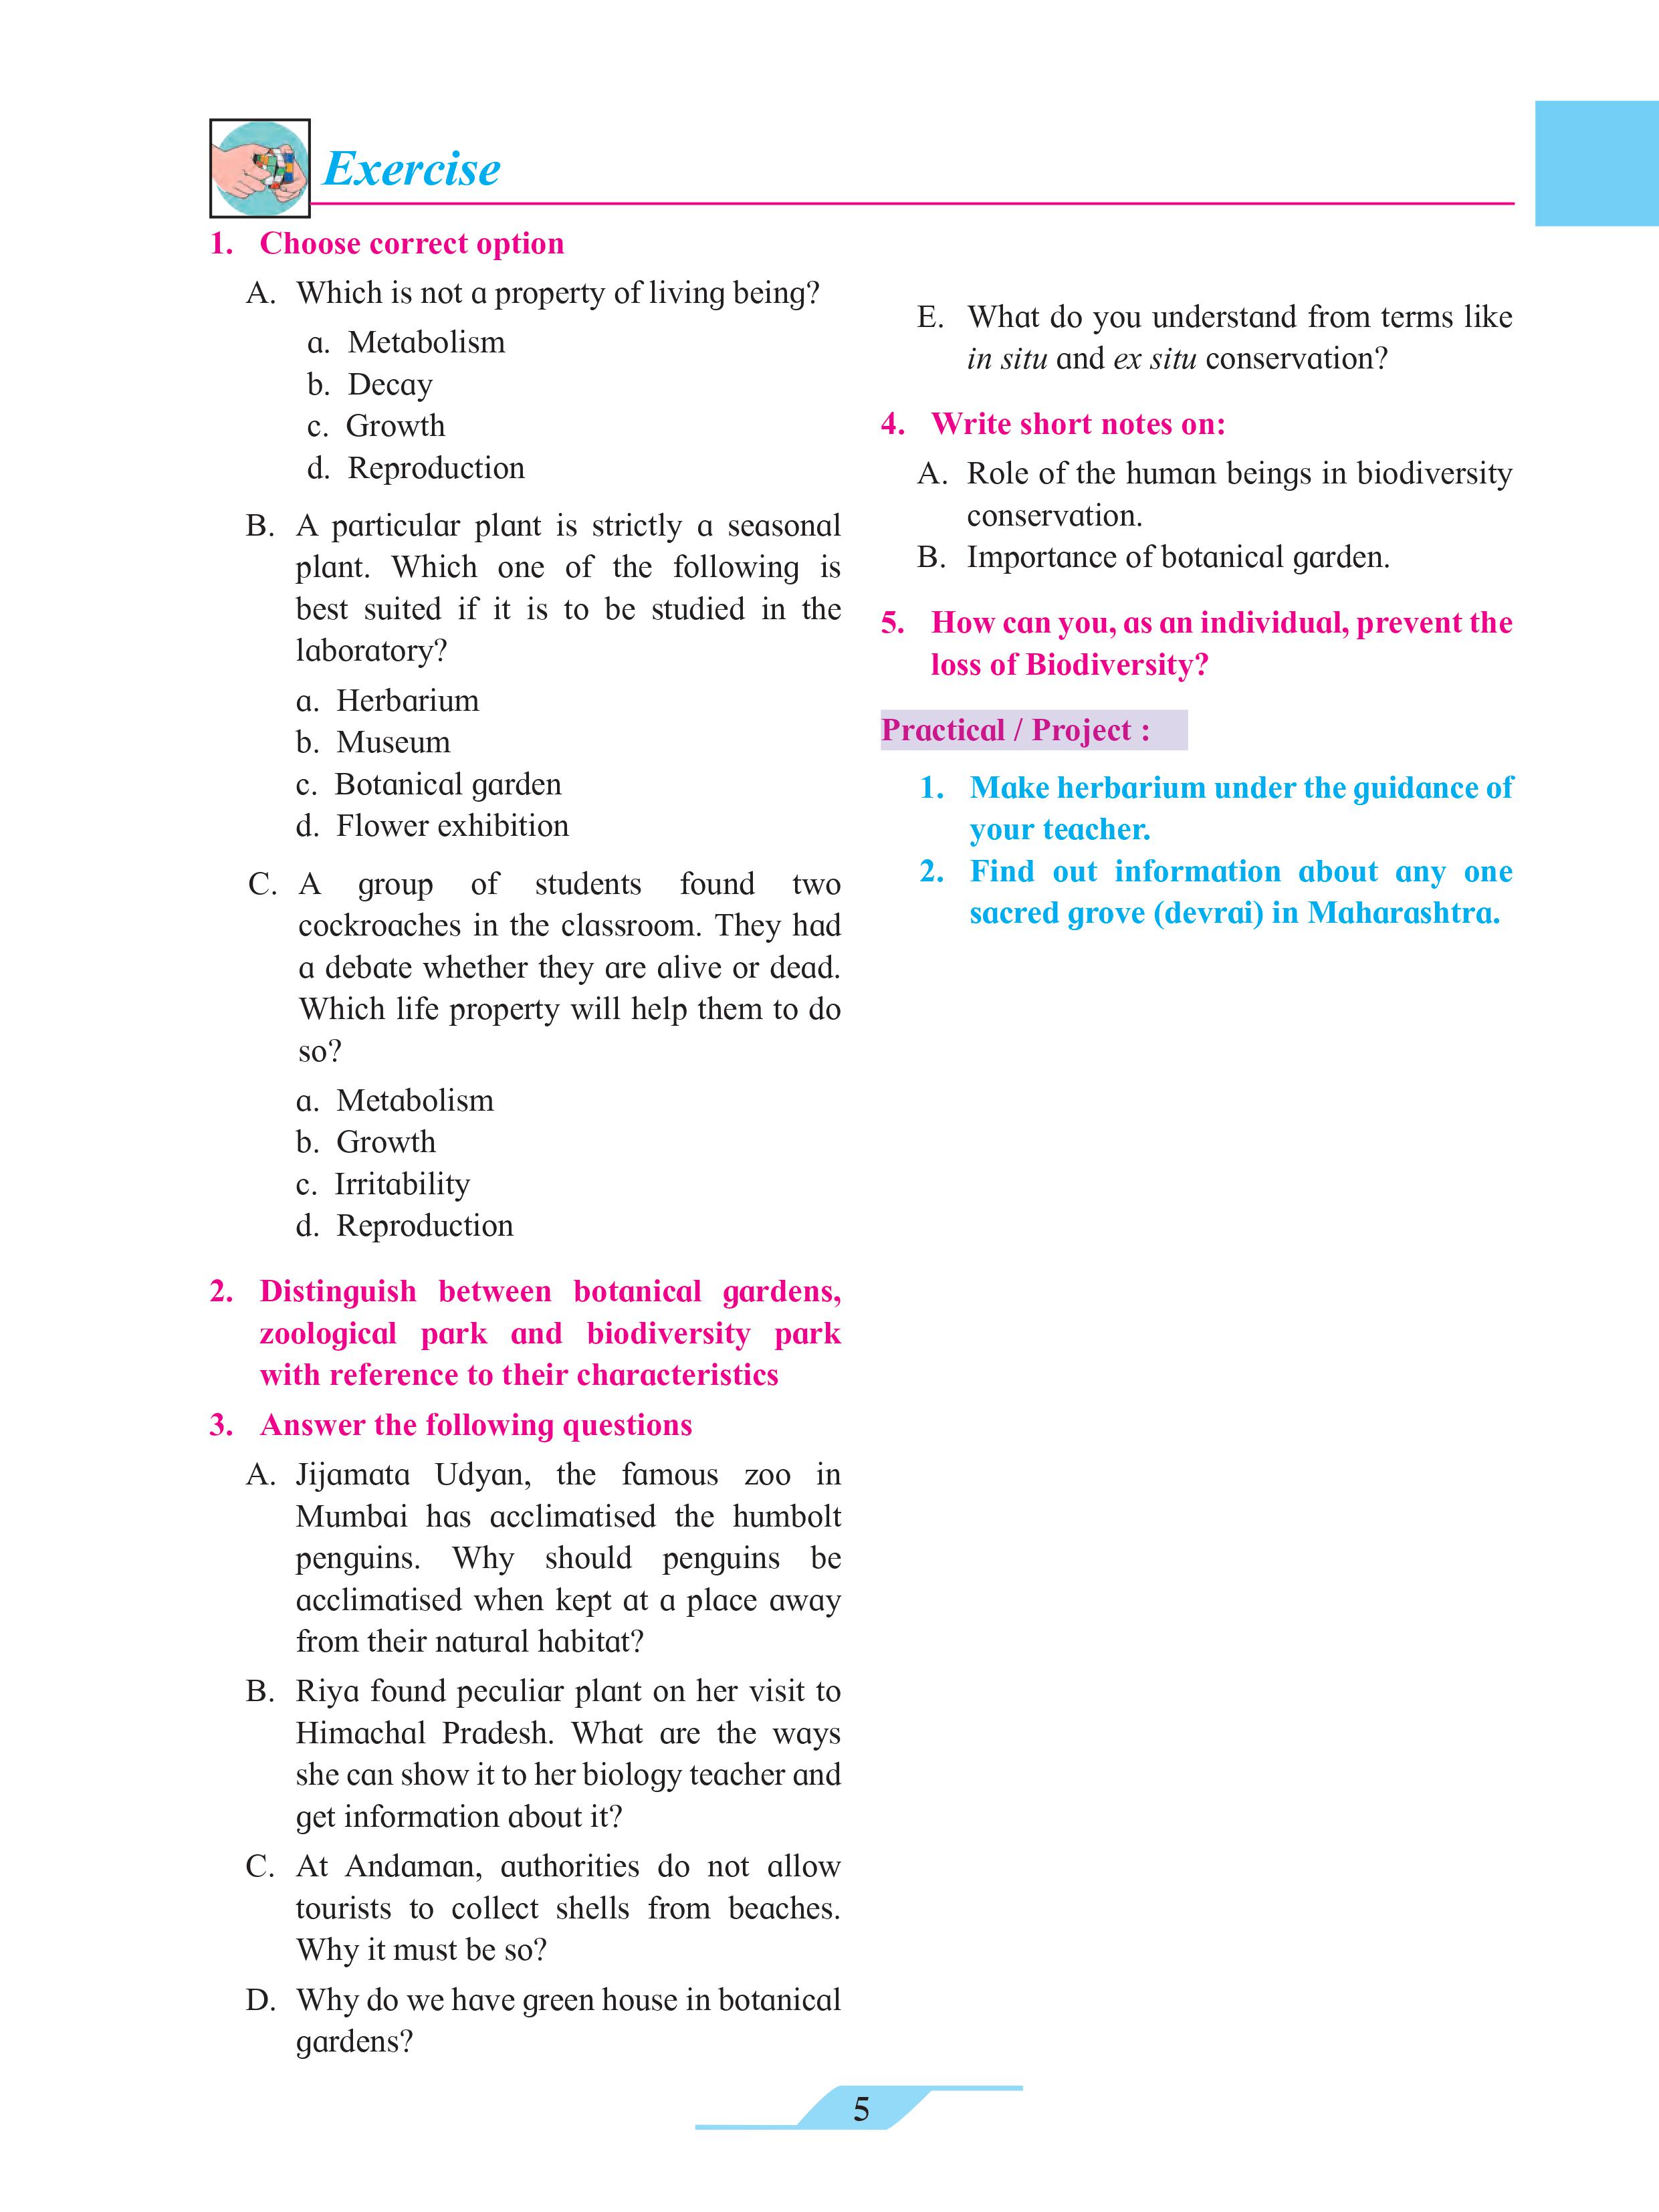 Exercise
1. Choose correct option
A. Which is not a property of living being?
a. Metabolism
b. Decay
c. Growth
d. Reproduction
B. A particular plant is strictly a seasonal
plant. Which one of the following is
best suited if it is to be studied in the
laboratory?
a. Herbarium
b. Museum
c. Botanical garden
d. Flower exhibition
C. A group of students found two
cockroaches in the classroom. They had
a debate whether they are alive or dead.
Which life property will help them to do
so?
a. Metabolism
b. Growth
c. Irritability
d. Reproduction
2. Distinguish between botanical gardens,
zoological park and biodiversity park
with reference to their characteristics
3. Answer the following questions
A. Jijamata Udyan, the famous zoo in
Mumbai has acclimatised the humbolt
penguins. Why should penguins be
acclimatised when kept at a place away
from their natural habitat?
B. Riya found peculiar plant on her visit to
Himachal Pradesh. What are the ways
she can show it to her biology teacher and
get information about it?
C. At Andaman, authorities do not allow
tourists to collect shells from beaches.
Why it must be so?
D. Why do we have green house in botanical
gardens?
E. What do you understand from terms like
in situ and ex situ conservation?
4. Write short notes on:
A. Role of the human beings in biodiversity
conservation.
B. Importance of botanical garden.
5. How can you, as an individual, prevent the
loss of Biodiversity?
Practical / Project :
1. Make herbarium under the guidance of
your teacher.
2. Find out information about any one
sacred grove (devrai) in Maharashtra.
5